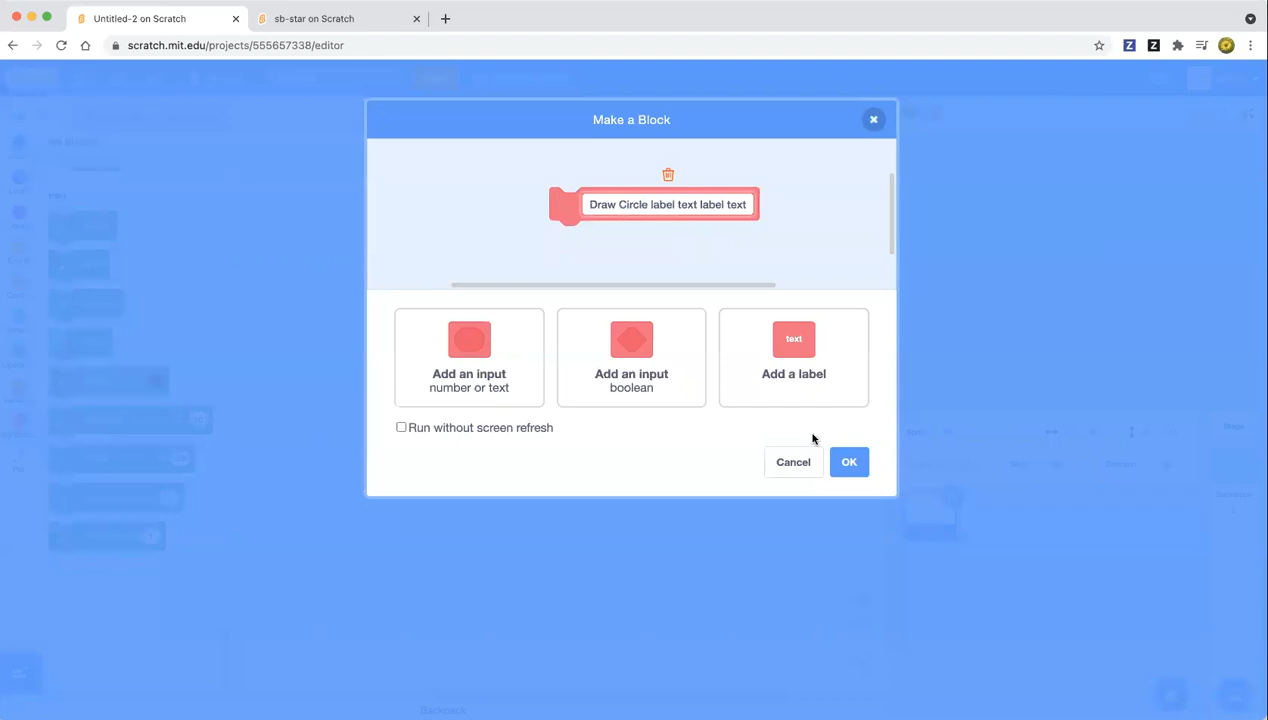 Untitled-2 on Scratch
sb-star on Scratch
scratch.mit.edu/projects/555657338/editor
Z
Z
Make a Block
Draw Circle label text label text
text
Add an input
number or text
Add an input
boolean
Add a label
Run without screen refresh
Cancel
OK
Stage
Backpack